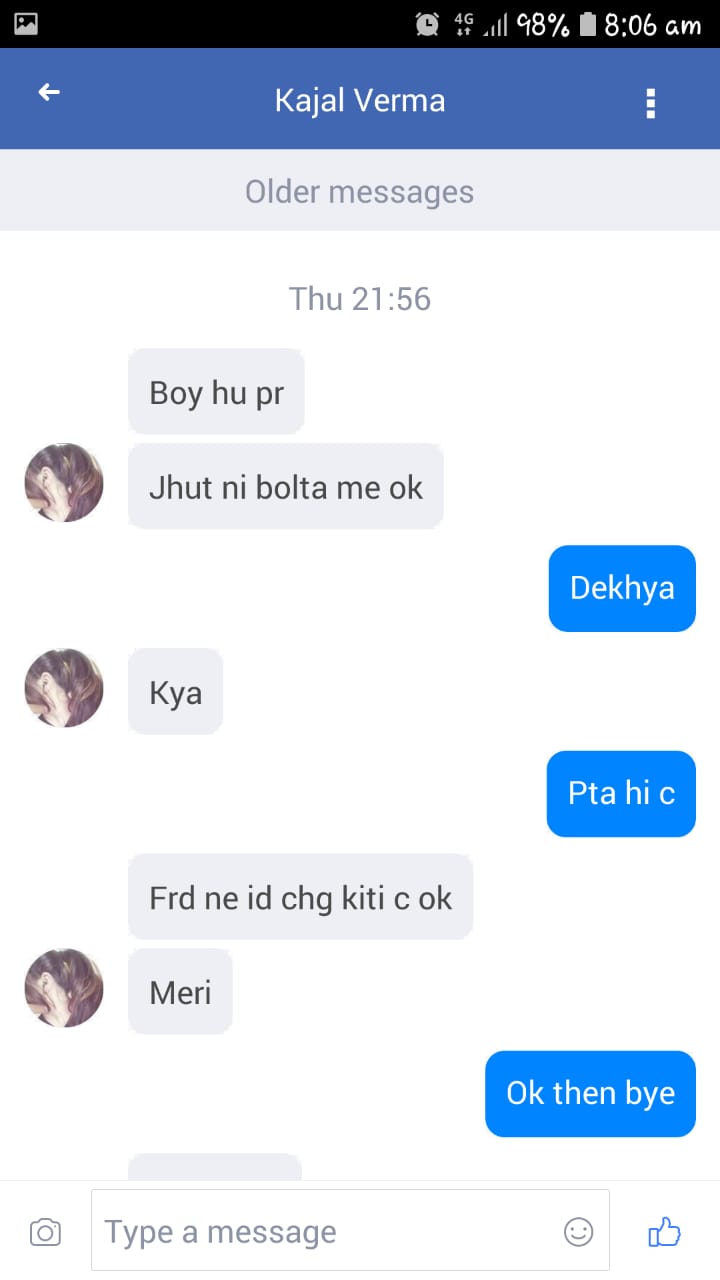 4G 98% 8:06 am
Kajal Verma
Older messages
Thu 21:56
Boy hu pr
Jhut ni bolta me ok
Dekhya
Kya
Pta hi c
Frd ne id chg kiti c ok
Meri
Ok then bye
Type a message